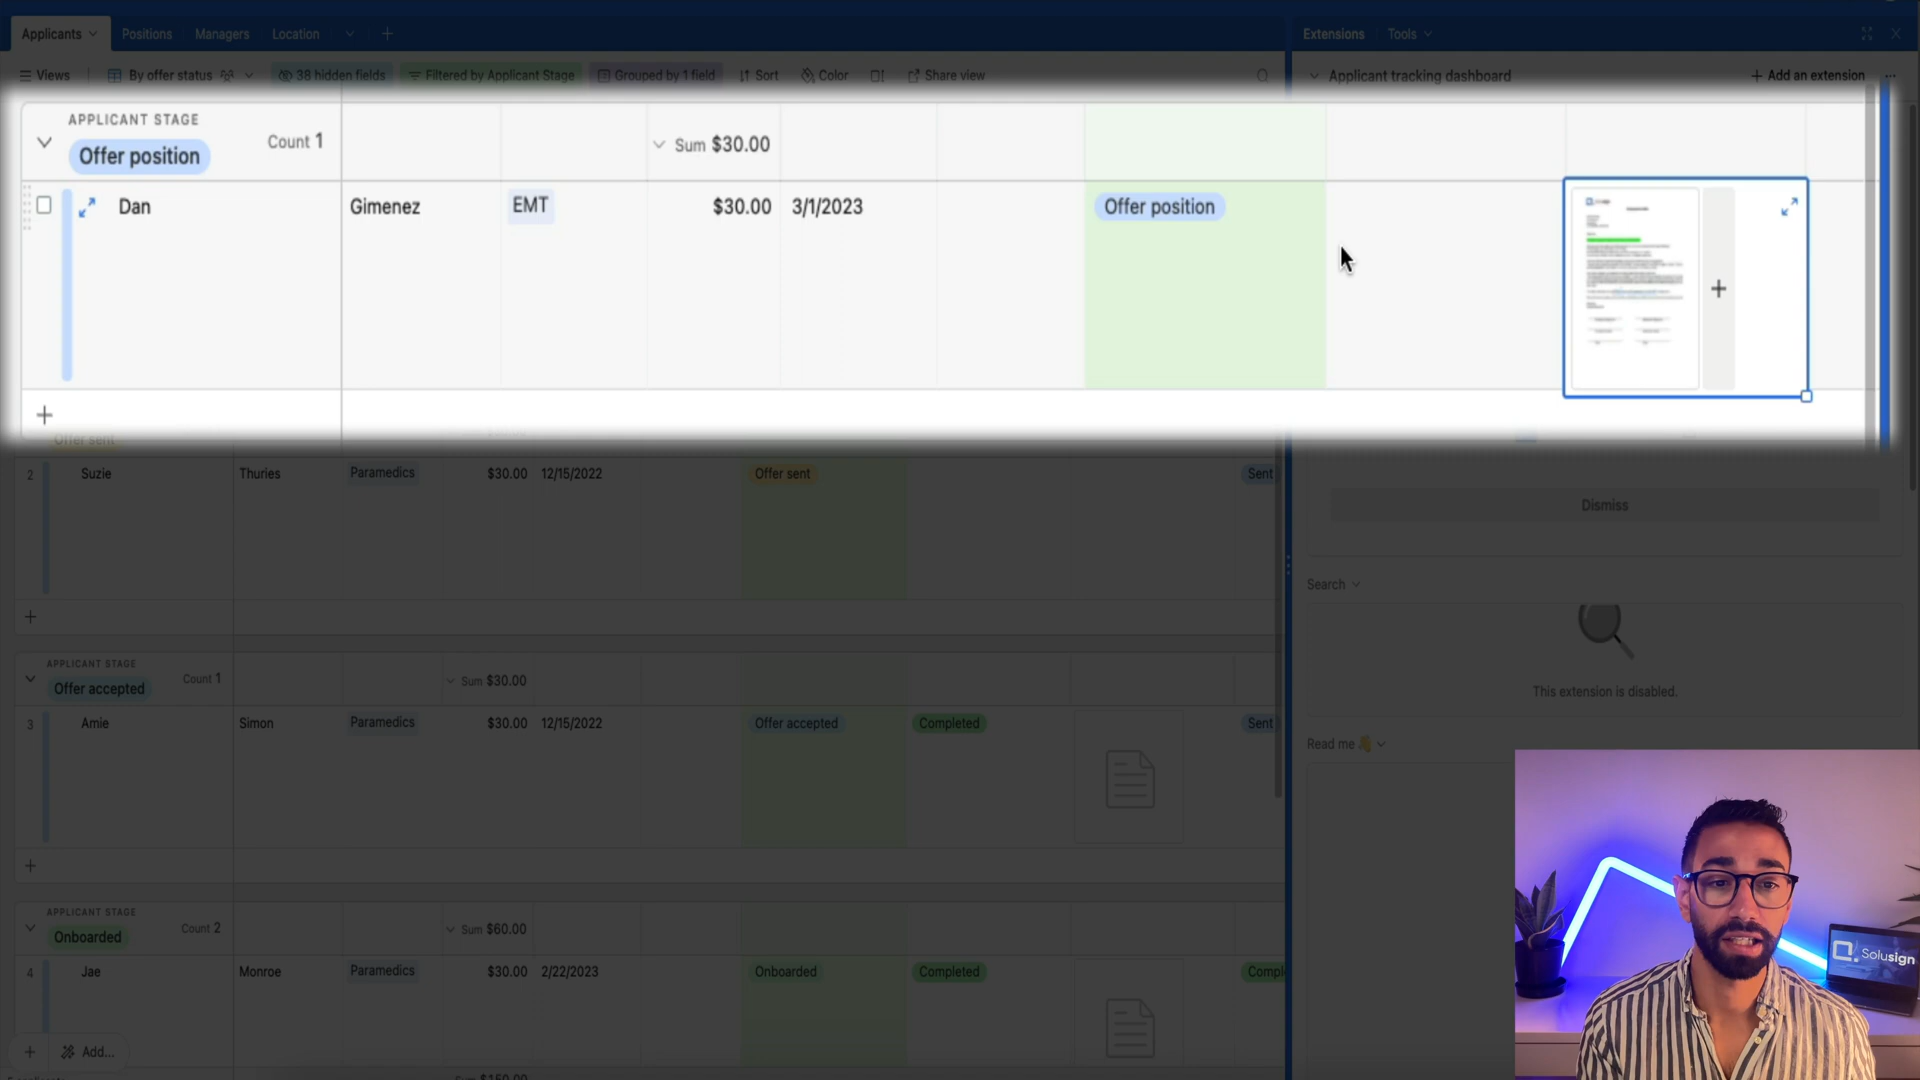 Applicants
Positions
Managers
Location
Extensions
Tools
Views
By offer status
38 hidden fields
Filtered by Applicant Stage
Grouped by 1 field
Sort
Color
Share view
Applicant tracking dashboard
Add an extension
APPLICANT STAGE
Offer position
Count 1
Sum $30.00
Dan
Gimenez
EMT
$30.00
3/1/2023
Offer position
Offer sent
2
Suzie
Thuries
Paramedics
$30.00
12/15/2022
Offer sent
Sent
Dismiss
Search
This extension is disabled.
APPLICANT STAGE
Offer accepted
Count 1
Sum $30.00
3
Amie
Simon
Paramedics
$30.00
12/15/2022
Offer accepted
Completed
Sent
Read me
APPLICANT STAGE
Onboarded
Count 2
Sum $60.00
4
Jae
Monroe
Paramedics
$30.00
2/22/2023
Onboarded
Completed
Compl
Add...
Solusign